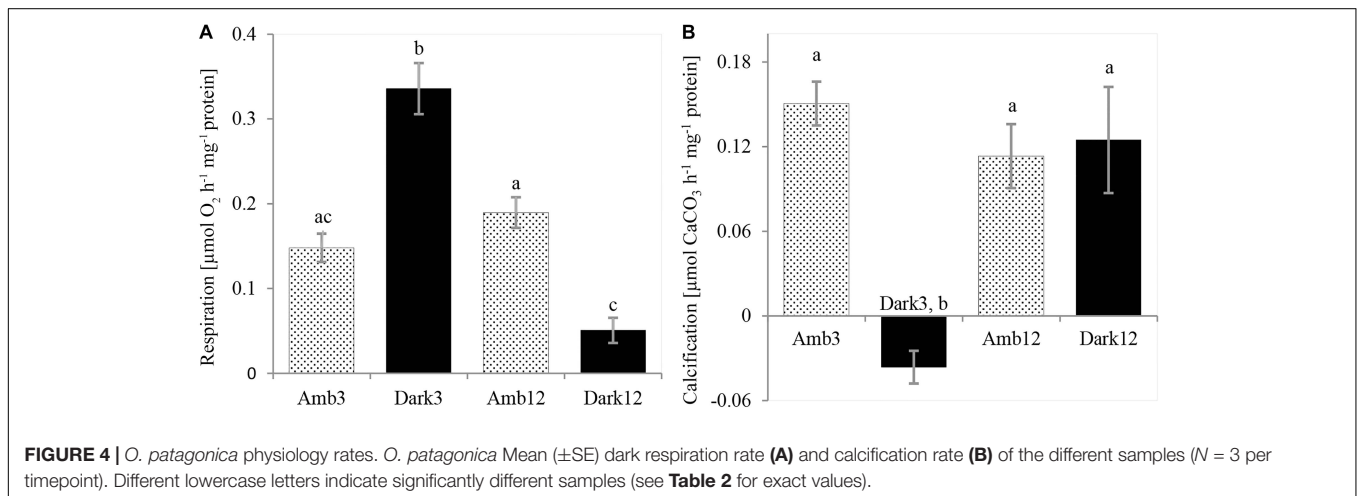 A
Respiration [µmol O₂ h⁻¹ mg⁻¹ protein]
0.4
0.3
0.2
0.1
0
ac
b
a
c
Amb3 Dark3 Amb12 Dark12
B
Calcification [µmol CaCO₃ h⁻¹ mg⁻¹ protein]
0.18
0.12
0.06
0
-0.06
a
Dark3, b
a
a
Amb3 Amb12 Dark12
FIGURE 4 | O. patagonica physiology rates. O. patagonica Mean (±SE) dark respiration rate (A) and calcification rate (B) of the different samples (N = 3 per
timepoint). Different lowercase letters indicate significantly different samples (see Table 2 for exact values).